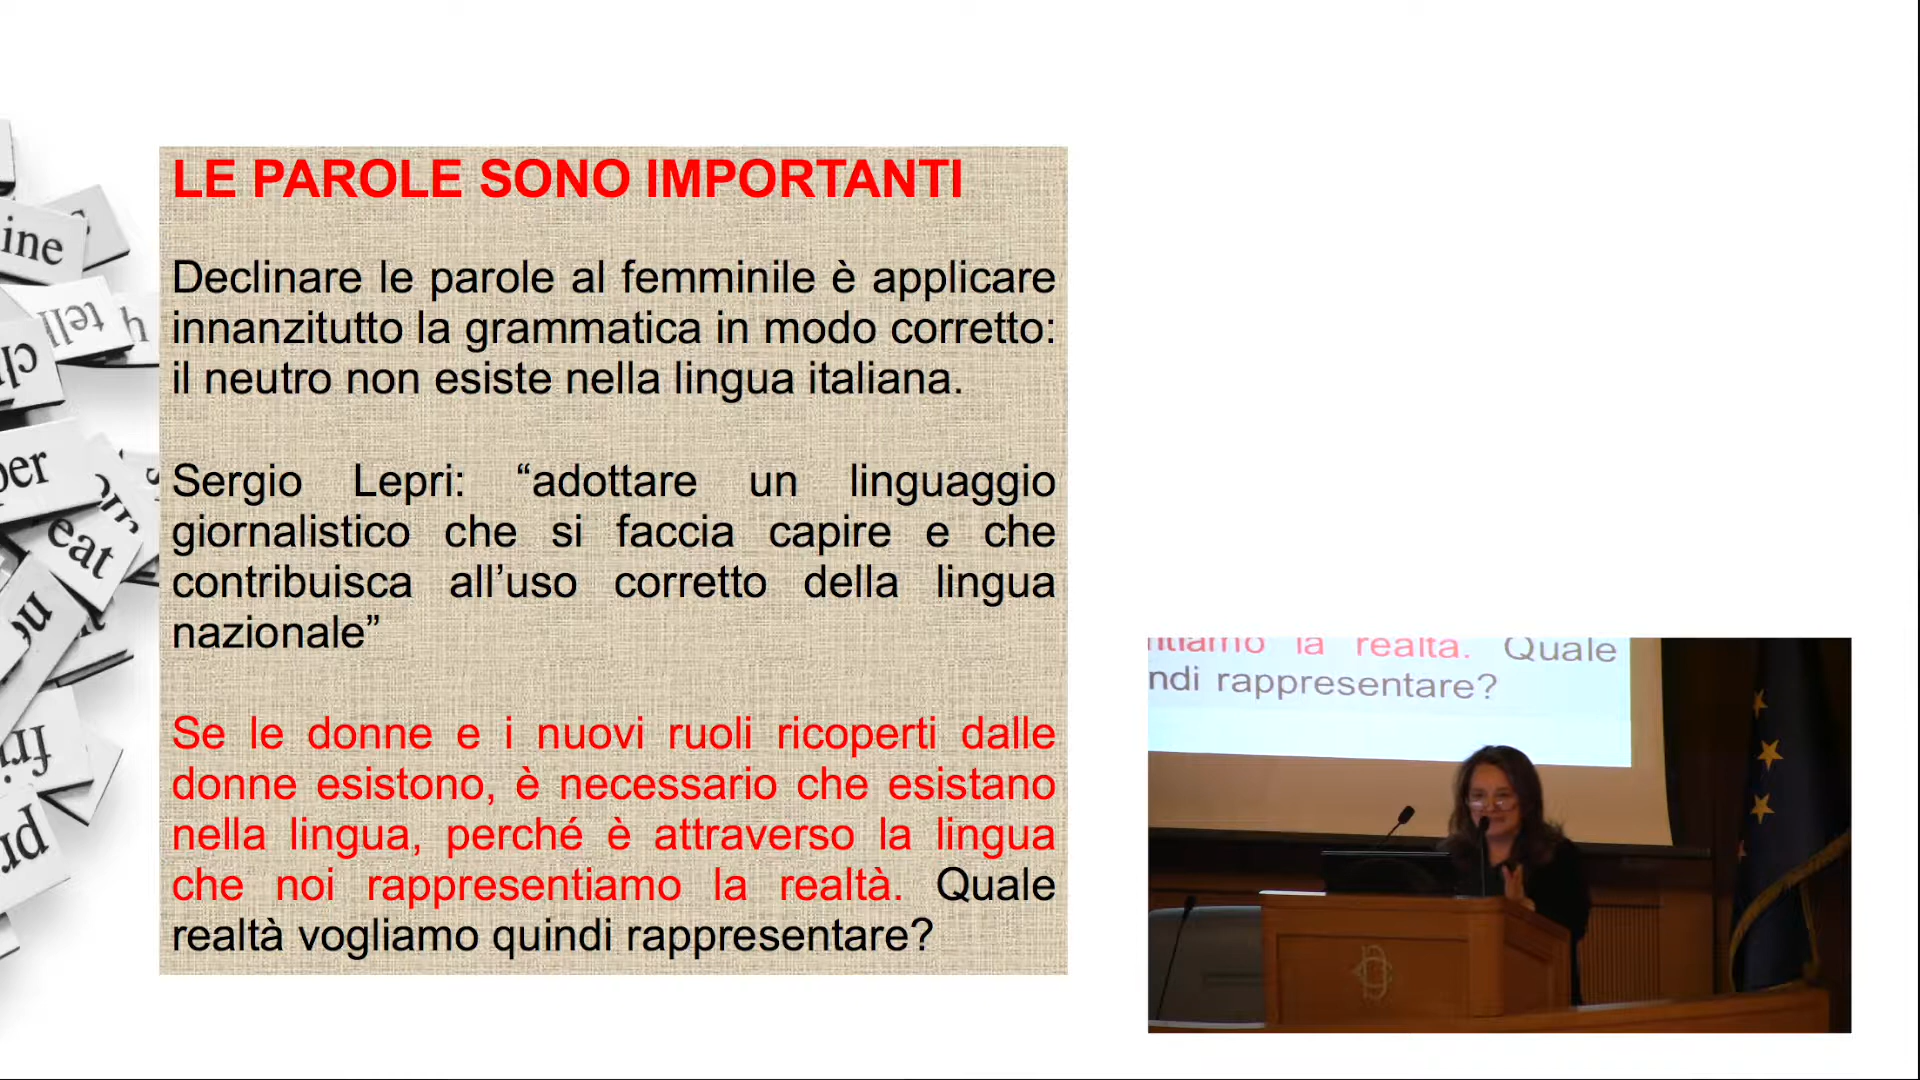 LE PAROLE SONO IMPORTANTI
Declinare le parole al femminile è applicare
innanzitutto la grammatica in modo corretto:
il neutro non esiste nella lingua italiana.
Sergio Lepri: “adottare un linguaggio
giornalistico che si faccia capire e che
contribuisca all’uso corretto della lingua
nazionale”
Se le donne e i nuovi ruoli ricoperti dalle
donne esistono, è necessario che esistano
nella lingua, perché è attraverso la lingua
che noi rappresentiamo la realtà. Quale
realtà vogliamo quindi rappresentare?
ine
tell
eat
la realtà. Quale
ndi rappresentare?